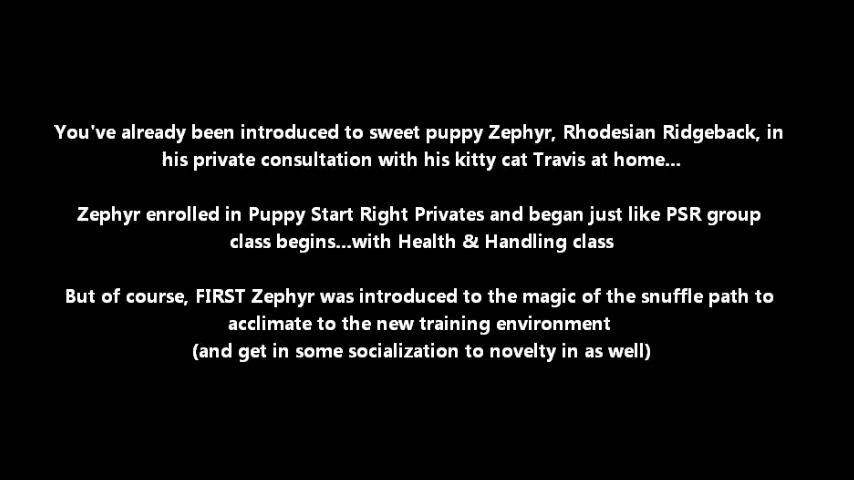 You've already been introduced to sweet puppy Zephyr, Rhodesian Ridgeback, in
his private consultation with his kitty cat Travis at home...
Zephyr enrolled in Puppy Start Right Privates and began just like PSR group
class begins...with Health & Handling class
But of course, FIRST Zephyr was introduced to the magic of the snuffle path to
acclimate to the new training environment
(and get in some socialization to novelty in as well)